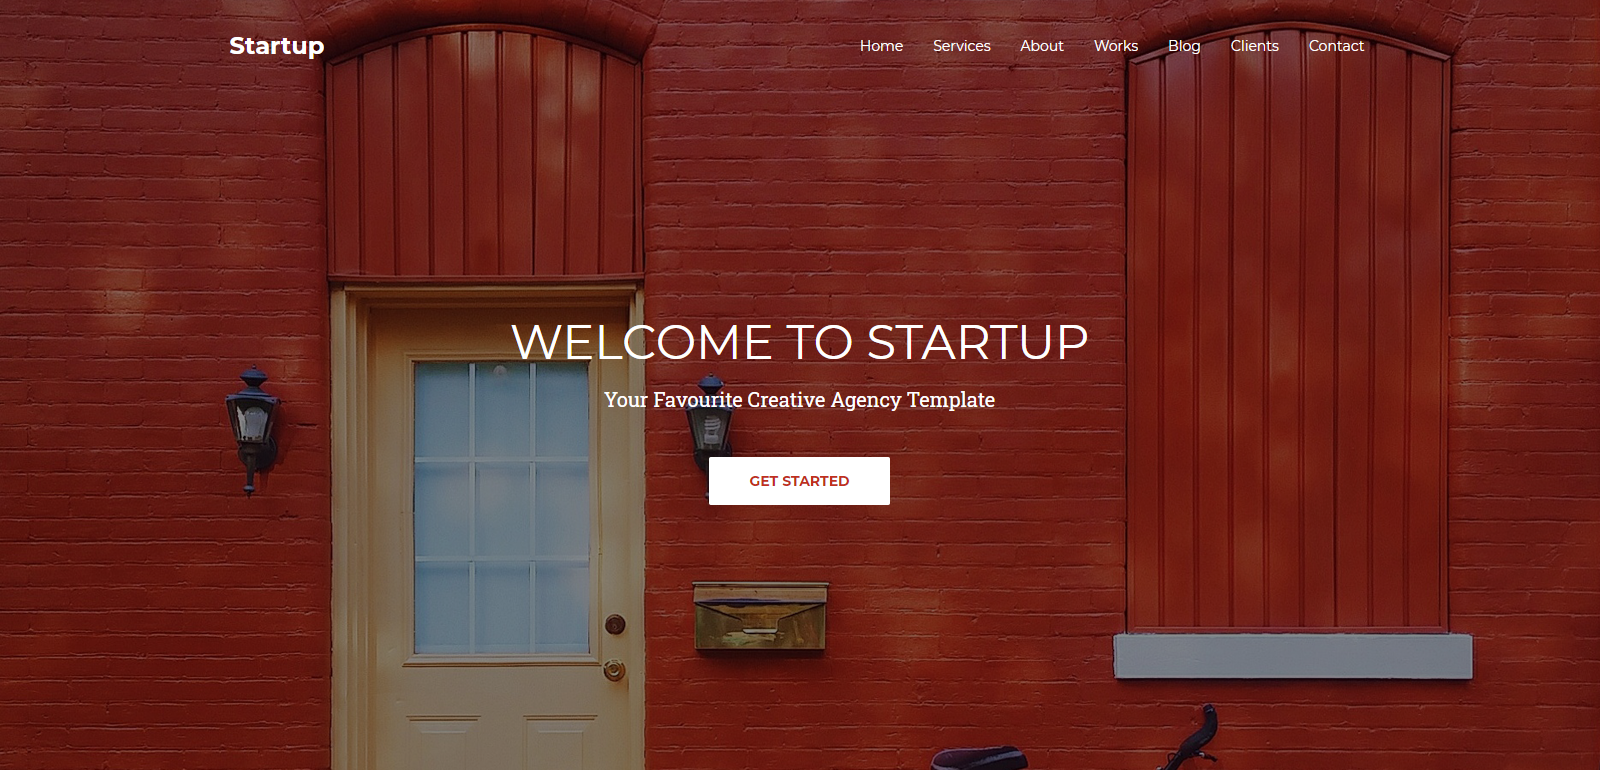 Startup
Home Services About Works Blog Clients Contact
WELCOME TO STARTUP
Your Favourite Creative Agency Template
GET STARTED